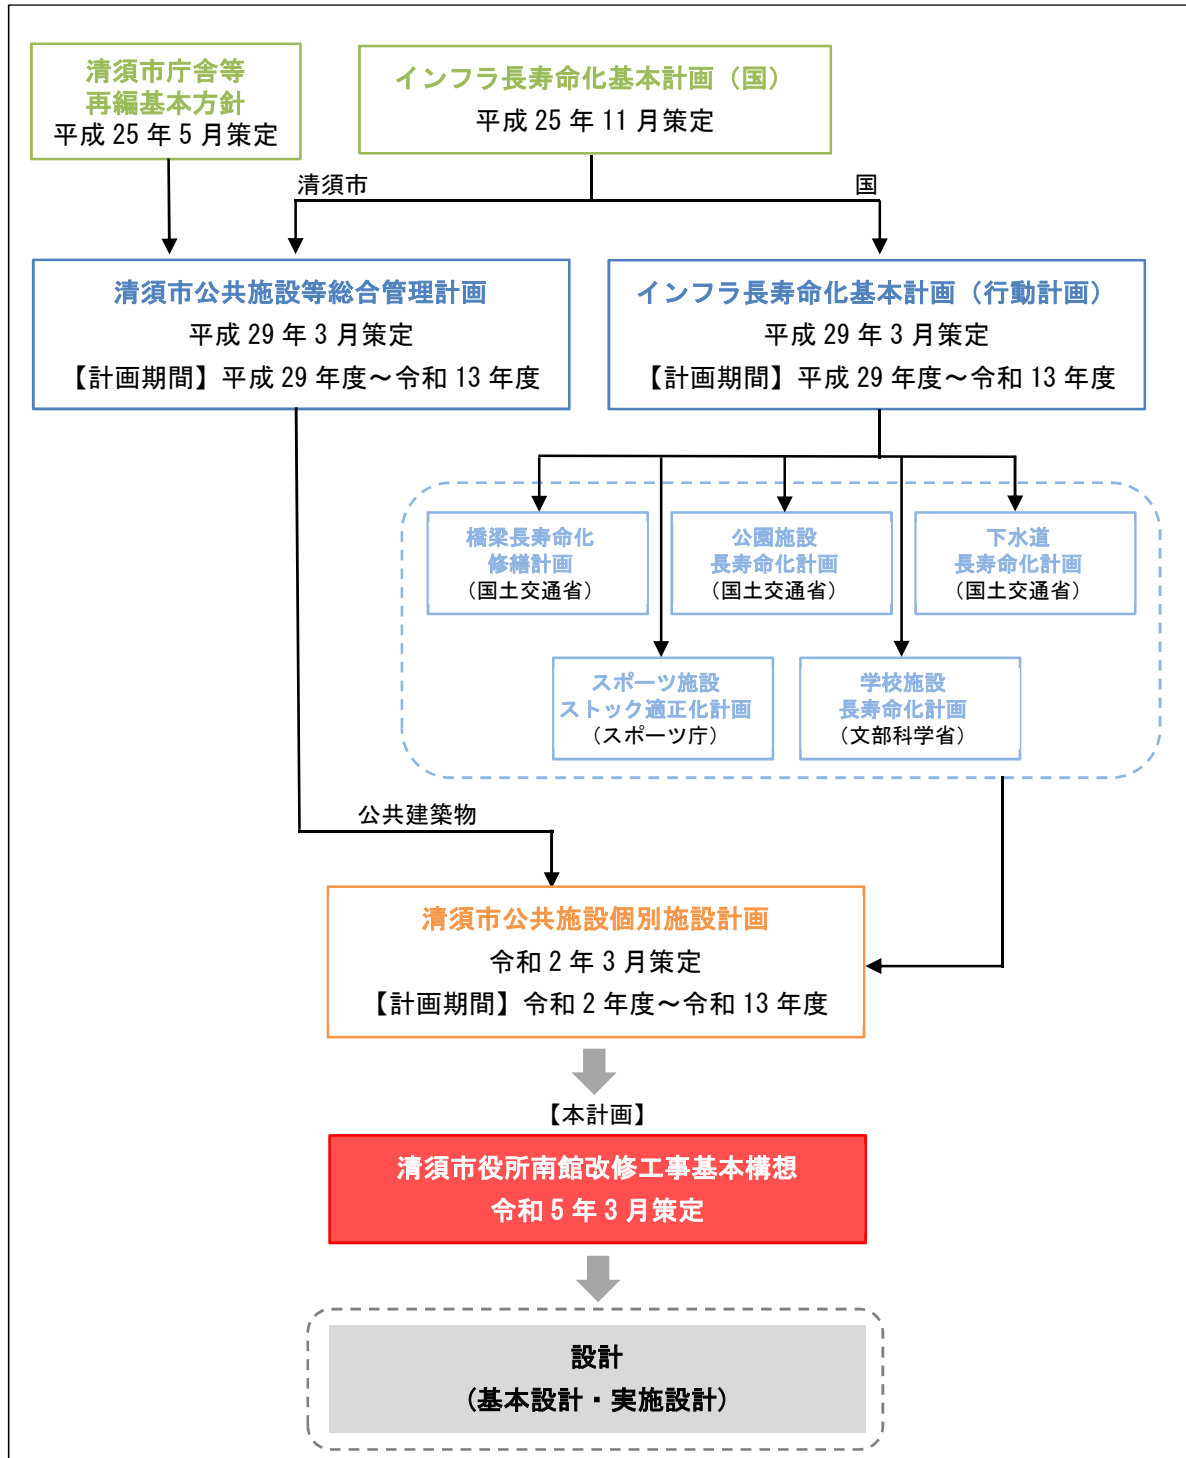 清須市庁舎等
再編基本方針
平成 25 年 5 月策定
インフラ長寿命化基本計画（国）
平成 25 年 11 月策定
清須市
国
清須市公共施設等総合管理計画
平成 29 年 3 月策定
【計画期間】平成 29 年度～令和 13 年度
インフラ長寿命化基本計画（行動計画）
平成 29 年 3 月策定
【計画期間】平成 29 年度～令和 13 年度
橋梁長寿命化
修繕計画
（国土交通省）
公園施設
長寿命化計画
（国土交通省）
下水道
長寿命化計画
（国土交通省）
スポーツ施設
ストック適正化計画
（スポーツ庁）
学校施設
長寿命化計画
（文部科学省）
公共建築物
清須市公共施設個別施設計画
令和 2 年 3 月策定
【計画期間】令和 2 年度～令和 13 年度
【本計画】
清須市役所南館改修工事基本構想
令和 5 年 3 月策定
設計
（基本設計・実施設計）